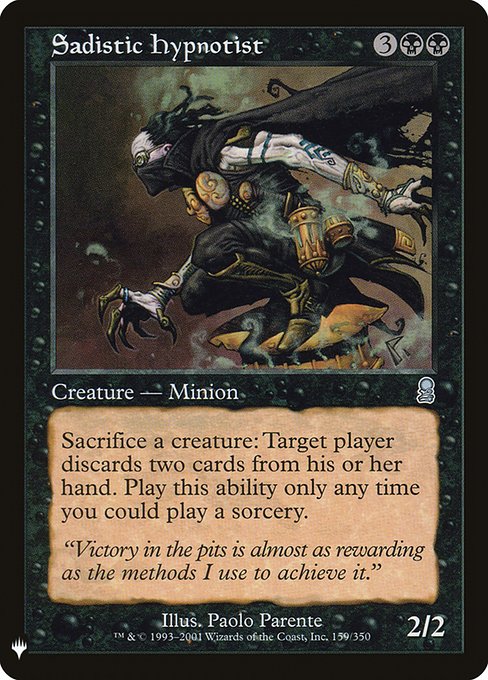 Sadistic Hypnotist 3
Creature — Minion
Sacrifice a creature: Target player
discards two cards from his or her
hand. Play this ability only any time
you could play a sorcery.
“Victory in the pits is almost as rewarding
as the methods I use to achieve it.”
Illus. Paolo Parente
™ & © 1993–2001 Wizards of the Coast, Inc. 159/350
2/2